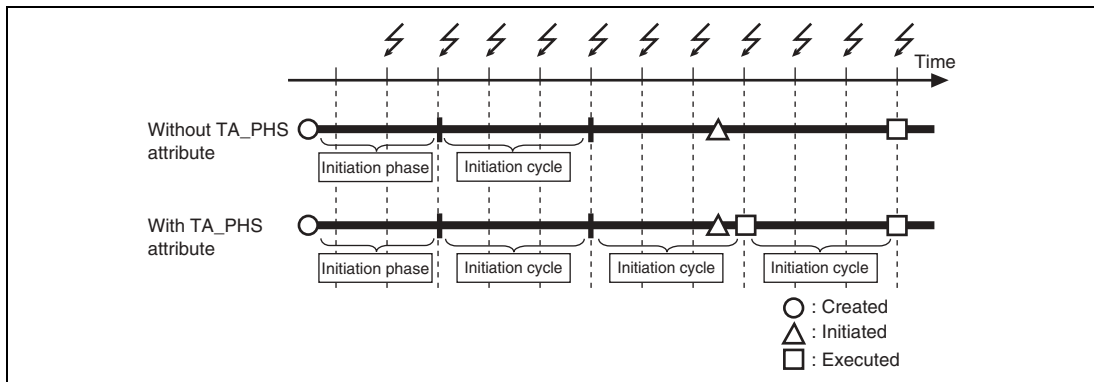 Time
Without TA_PHS
attribute
Initiation phase
Initiation cycle
With TA_PHS
attribute
Initiation phase
Initiation cycle
Initiation cycle
Initiation cycle
: Created
: Initiated
: Executed